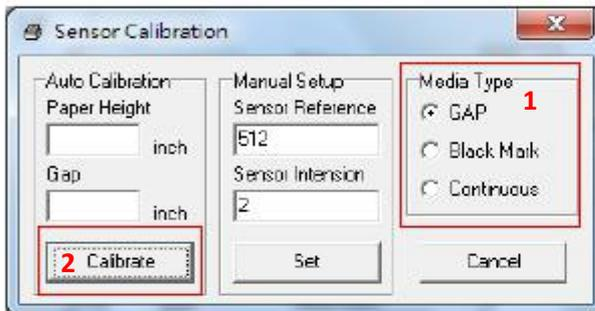 Sensor Calibration
Auto Calibration
Paper Height
inch
Gap
inch
2 Calibrate
Manual Setup
Sensor Reference
512
Sensor Intension
2
Set
Media Type
1
GAP
Black Mark
Continuous
Cancel